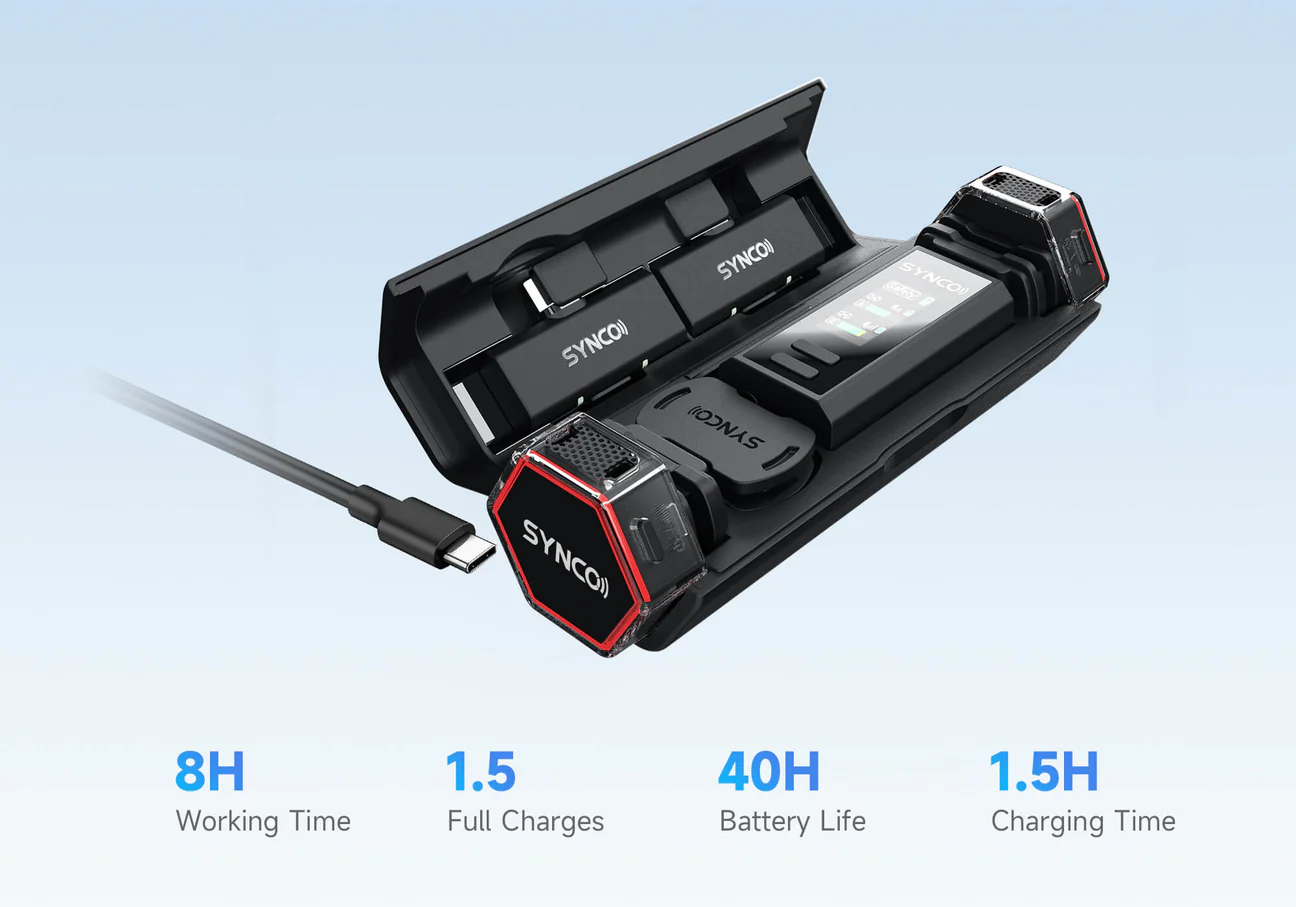 SYNCO
SYNCO
SYNCO
SYNCO
SYNCO
8H
Working Time
1.5
Full Charges
40H
Battery Life
1.5H
Charging Time